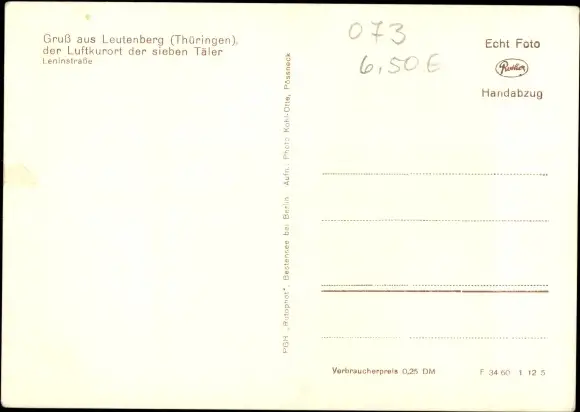 Gruß aus Leutenberg (Thüringen),
der Luftkurort der sieben Täler
Leninstraße
073
6,50 €
Echt Foto
Handabzug
PGH „Rotophot", Bestensee bei Berlin Aufn.: Photo Kohl-Otte, Pössneck
Verbraucherpreis 0,25 DM
F 34 60 1 12 5